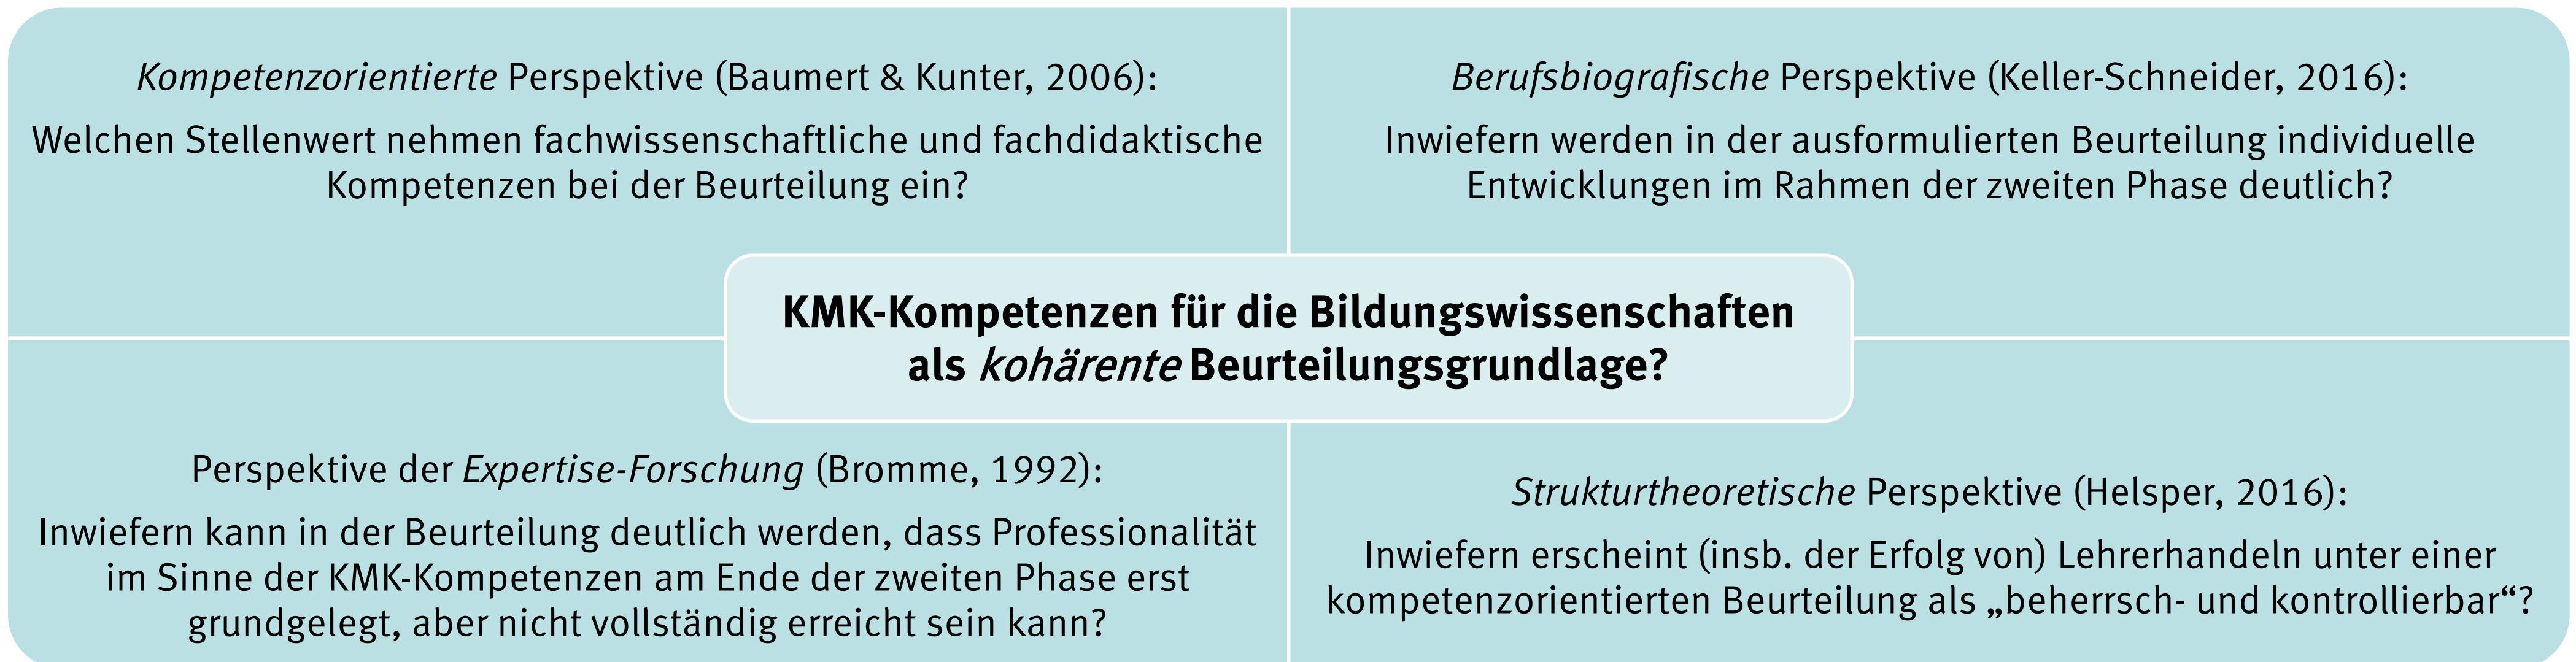 Kompetenzorientierte Perspektive (Baumert & Kunter, 2006):
Welchen Stellenwert nehmen fachwissenschaftliche und fachdidaktische
Kompetenzen bei der Beurteilung ein?
Berufsbiografische Perspektive (Keller-Schneider, 2016):
Inwiefern werden in der ausformulierten Beurteilung individuelle
Entwicklungen im Rahmen der zweiten Phase deutlich?
KMK-Kompetenzen für die Bildungswissenschaften
als kohärente Beurteilungsgrundlage?
Perspektive der Expertise-Forschung (Bromme, 1992):
Inwiefern kann in der Beurteilung deutlich werden, dass Professionalität
im Sinne der KMK-Kompetenzen am Ende der zweiten Phase erst
grundgelegt, aber nicht vollständig erreicht sein kann?
Strukturtheoretische Perspektive (Helsper, 2016):
Inwiefern erscheint (insb. der Erfolg von) Lehrerhandeln unter einer
kompetenzorientierten Beurteilung als „beherrsch- und kontrollierbar“?